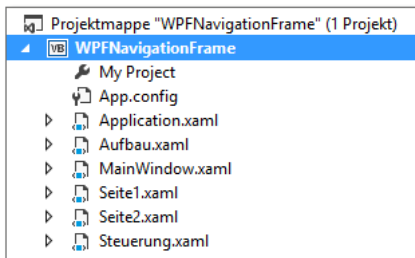 Projektmappe "WPFNavigationFrame" (1 Projekt)
VB WPFNavigationFrame
My Project
App.config
Application.xaml
Aufbau.xaml
MainWindow.xaml
Seite1.xaml
Seite2.xaml
Steuerung.xaml